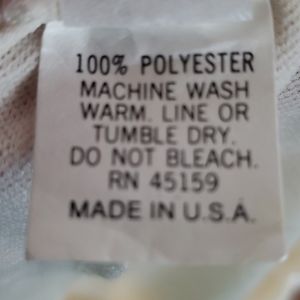 100% POLYESTER
MACHINE WASH
WARM. LINE OR
TUMBLE DRY.
DO NOT BLEACH.
RN 45159
MADE IN U.S.A.